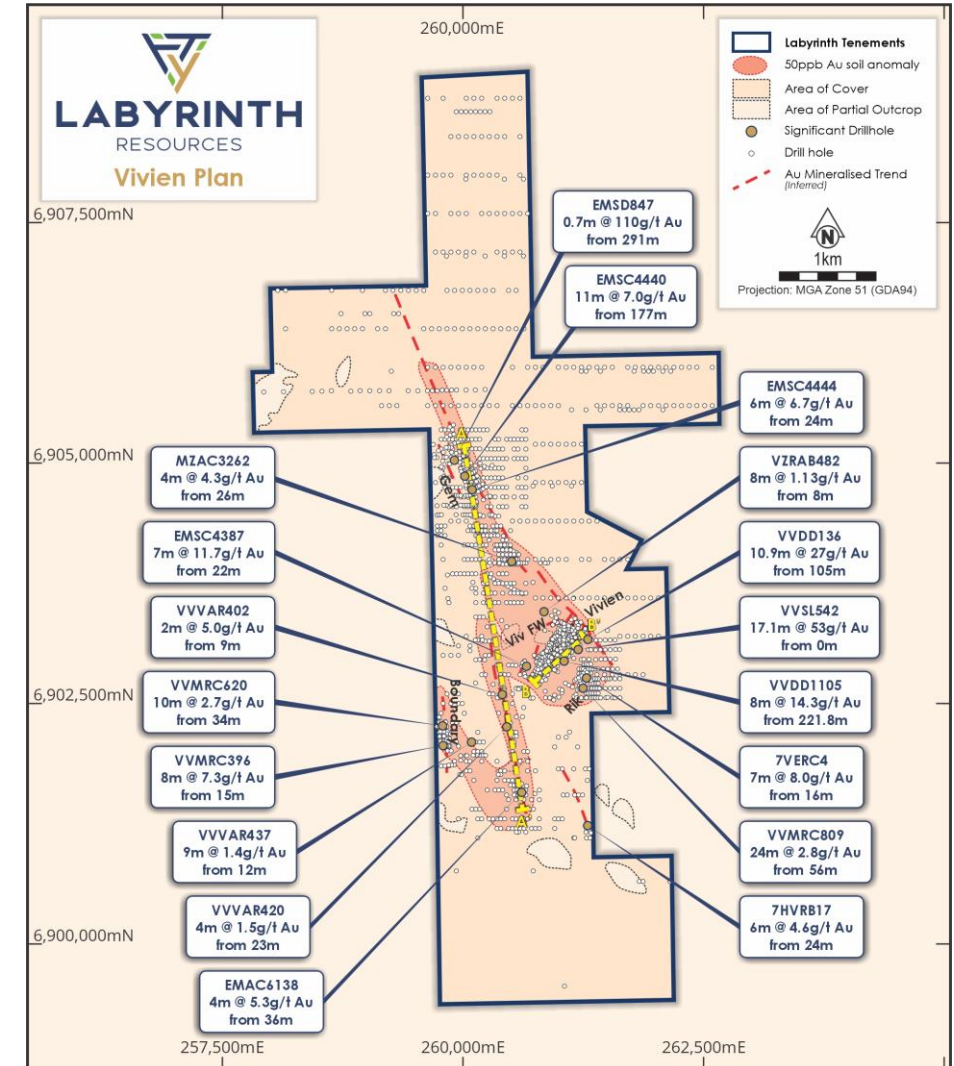 260,000mE
LABYRINTH
RESOURCES
Vivien Plan
Labyrinth Tenements
50ppb Au soil anomaly
Area of Cover
Area of Partial Outcrop
Significant Drillhole
Drill hole
Au Mineralised Trend
(Inferred)
N
1km
Projection: MGA Zone 51 (GDA94)
6,907,500mN
EMSD847
0.7m @ 110g/t Au
from 291m
EMSC4440
11m @ 7.0g/t Au
from 177m
EMSC4444
6m @ 6.7g/t Au
from 24m
6,905,000mN
MZAC3262
4m @ 4.3g/t Au
from 26m
VZRAB482
8m @ 1.13g/t Au
from 8m
EMSC4387
7m @ 11.7g/t Au
from 22m
VVDD136
10.9m @ 27g/t Au
from 105m
VVVAR402
2m @ 5.0g/t Au
from 9m
VVSL542
17.1m @ 53g/t Au
from 0m
6,902,500mN
VVMRC620
10m @ 2.7g/t Au
from 34m
VVDD1105
8m @ 14.3g/t Au
from 221.8m
VVMRC396
8m @ 7.3g/t Au
from 15m
7VERC4
7m @ 8.0g/t Au
from 16m
VVVAR437
9m @ 1.4g/t Au
from 12m
VVMRC809
24m @ 2.8g/t Au
from 56m
VVVAR420
4m @ 1.5g/t Au
from 23m
7HVRB17
6m @ 4.6g/t Au
from 24m
6,900,000mN
EMAC6138
4m @ 5.3g/t Au
from 36m
Gem
Vivien
Viv FW
B
Rik
Boundary
A
257,500mE
260,000mE
262,500mE